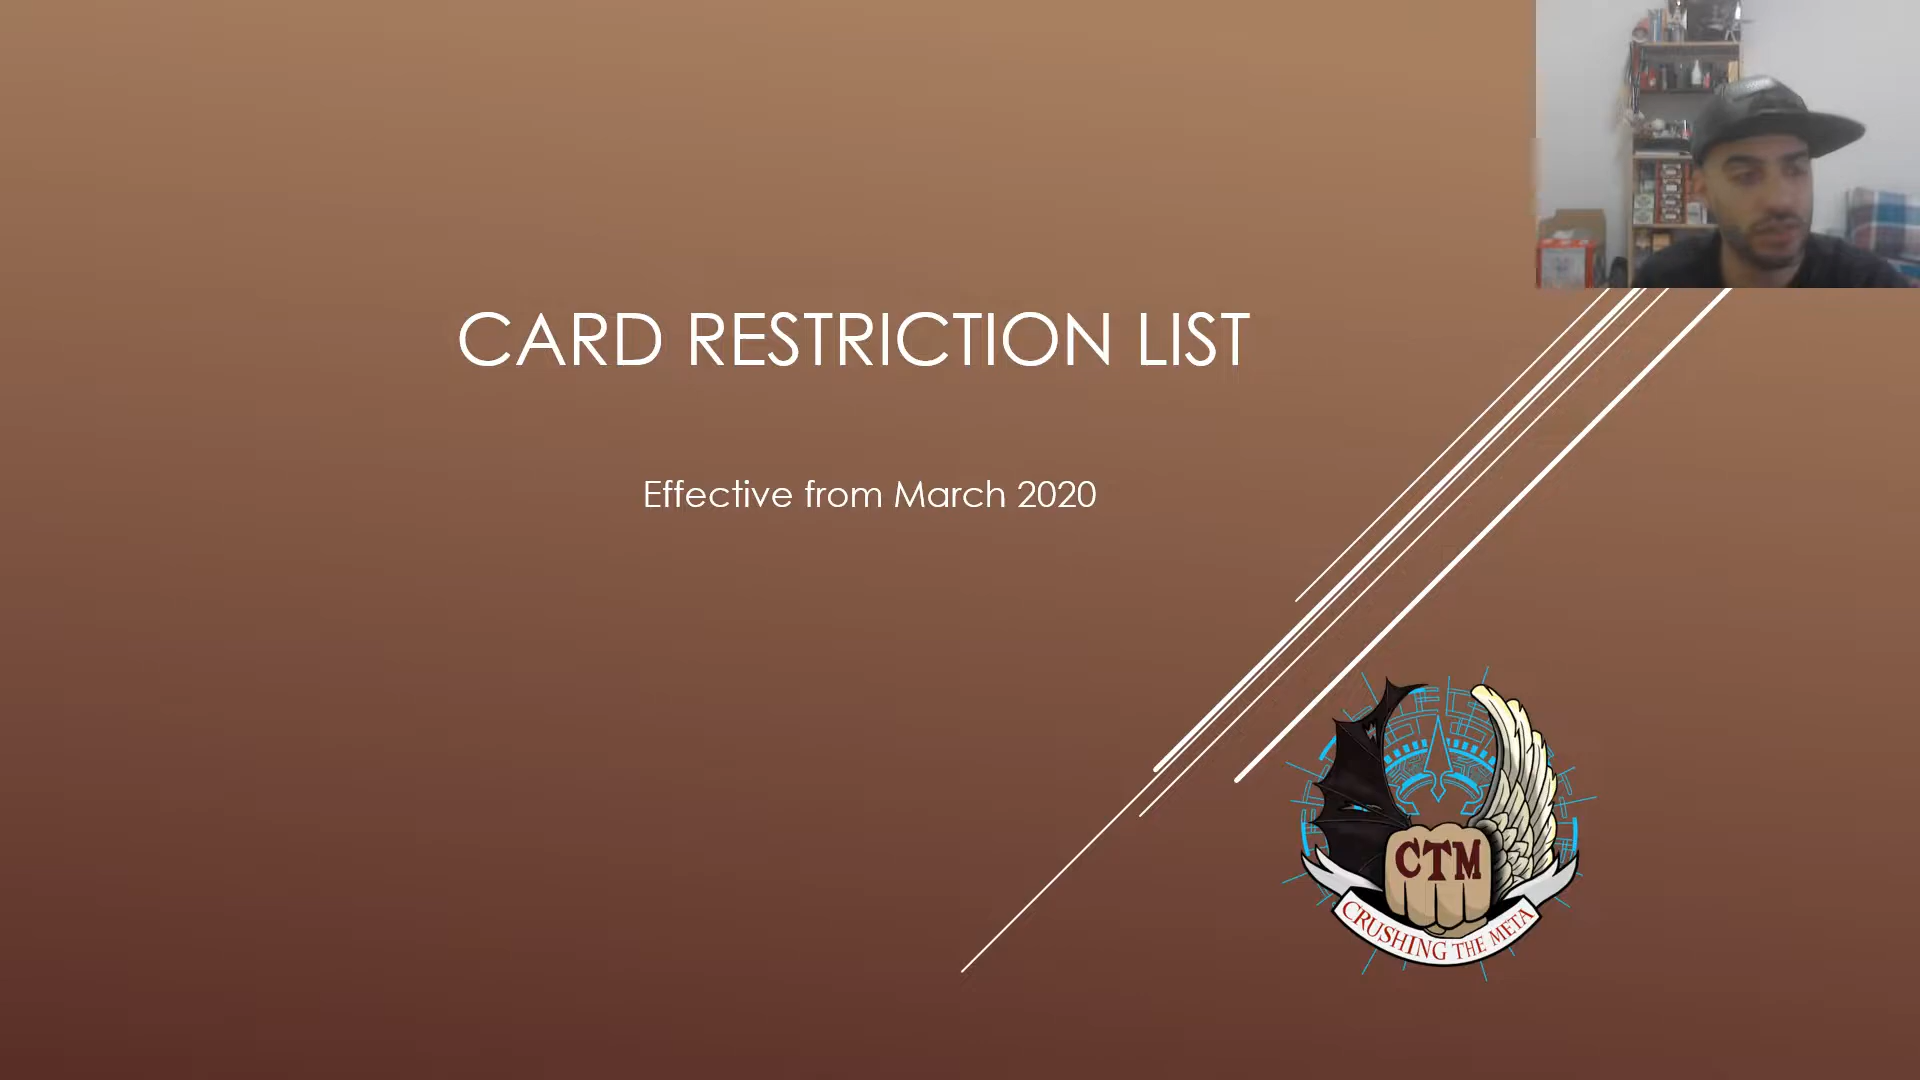 CARD RESTRICTION LIST
Effective from March 2020
CTM
CRUSHING THE META